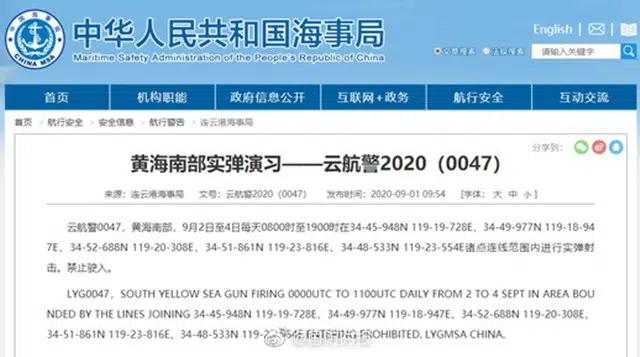 English
中华人民共和国海事局
Maritime Safety Administration of the People's Republic of China
CHINA MSA
请输入关键字
首页 机构职能 政府信息公开 互联网+政务 航行安全 互动交流
首页 > 航行安全 > 安全信息 > 航行警告 > 连云港海事局
分享到：
黄海南部实弹演习——云航警2020（0047）
来源：连云港海事局 文号：云航警2020（0047） 发布时间：2020-09-01 09:54 [字体： 大 中 小]
云航警0047，黄海南部，9月2日至4日每天0800时至1900时在34-45-948N 119-19-728E、34-49-977N 119-18-947E、
34-52-688N 119-20-308E、34-51-861N 119-23-816E、34-48-533N 119-23-554E诸点连线范围内进行实弹射
击。禁止驶入。
LYG0047，SOUTH YELLOW SEA GUN FIRING 0000UTC TO 1100UTC DAILY FROM 2 TO 4 SEPT IN AREA BOU
NDED BY THE LINES JOINING 34-45-948N 119-19-728E、34-49-977N 119-18-947E、34-52-688N 119-20-308E、
34-51-861N 119-23-816E、34-48-533N 119-23-554E ENTERING PROHIBITED. LYGMSA CHINA.